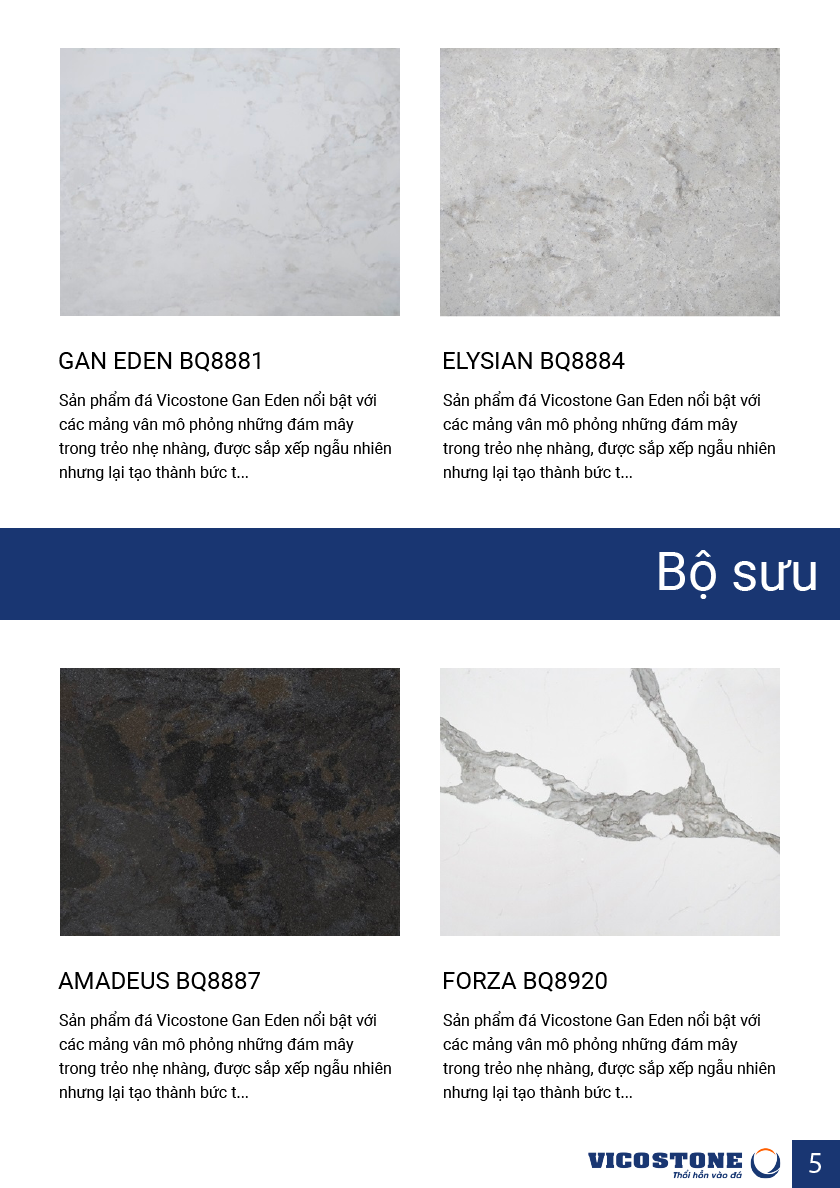 GAN EDEN BQ8881
Sản phẩm đá Vicostone Gan Eden nổi bật với
các mảng vân mô phỏng những đám mây
trong trẻo nhẹ nhàng, được sắp xếp ngẫu nhiên
nhưng lại tạo thành bức t...
ELYSIAN BQ8884
Sản phẩm đá Vicostone Gan Eden nổi bật với
các mảng vân mô phỏng những đám mây
trong trẻo nhẹ nhàng, được sắp xếp ngẫu nhiên
nhưng lại tạo thành bức t...
Bộ sưu
AMADEUS BQ8887
Sản phẩm đá Vicostone Gan Eden nổi bật với
các mảng vân mô phỏng những đám mây
trong trẻo nhẹ nhàng, được sắp xếp ngẫu nhiên
nhưng lại tạo thành bức t...
FORZA BQ8920
Sản phẩm đá Vicostone Gan Eden nổi bật với
các mảng vân mô phỏng những đám mây
trong trẻo nhẹ nhàng, được sắp xếp ngẫu nhiên
nhưng lại tạo thành bức t...
VICOSTONE
Thổi hồn vào đá
5